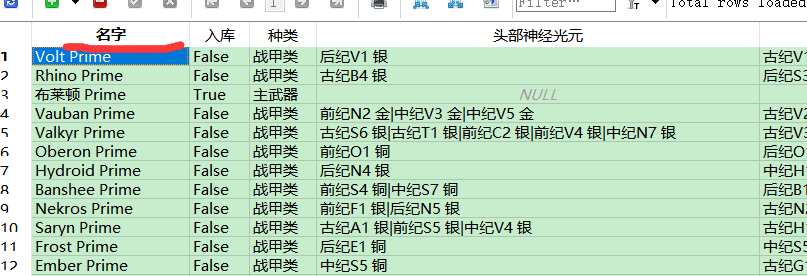 1 Filter... Total rows loaded
名字 入库 种类 头部神经光元
1 Volt Prime False 战甲类 后纪V1 银 古纪V1
2 Rhino Prime False 战甲类 古纪B4 银 后纪S3
3 布莱顿 Prime True 主武器 NULL
4 Vauban Prime False 战甲类 前纪N2 金|中纪V3 金|中纪V5 金 古纪V2
5 Valkyr Prime False 战甲类 古纪S6 银|古纪T1 银|前纪C2 银|前纪V4 银|中纪N7 银 古纪V3
6 Oberon Prime False 战甲类 前纪O1 铜 后纪O1
7 Hydroid Prime False 战甲类 后纪N4 银 中纪H1
8 Banshee Prime False 战甲类 前纪S4 铜|中纪S7 铜 后纪B1
9 Nekros Prime False 战甲类 前纪F1 银|后纪N5 银 古纪N2
10 Saryn Prime False 战甲类 古纪A1 银|前纪S5 银|中纪V4 银 古纪H1
11 Frost Prime False 战甲类 后纪E1 铜 中纪S5
12 Ember Prime False 战甲类 中纪S5 铜 古纪G1